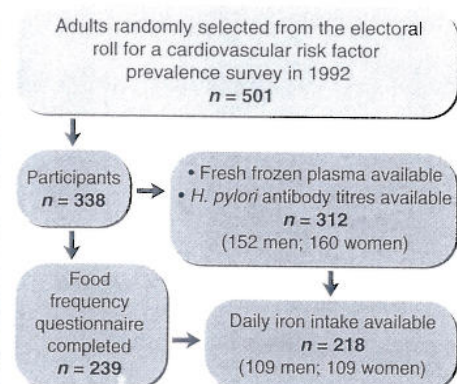 Adults randomly selected from the electoral
roll for a cardiovascular risk factor
prevalence survey in 1992
n = 501
Participants
n = 338
• Fresh frozen plasma available
• H. pylori antibody titres available
n = 312
(152 men; 160 women)
Food
frequency
questionnaire
completed
n = 239
Daily iron intake available
n = 218
(109 men; 109 women)